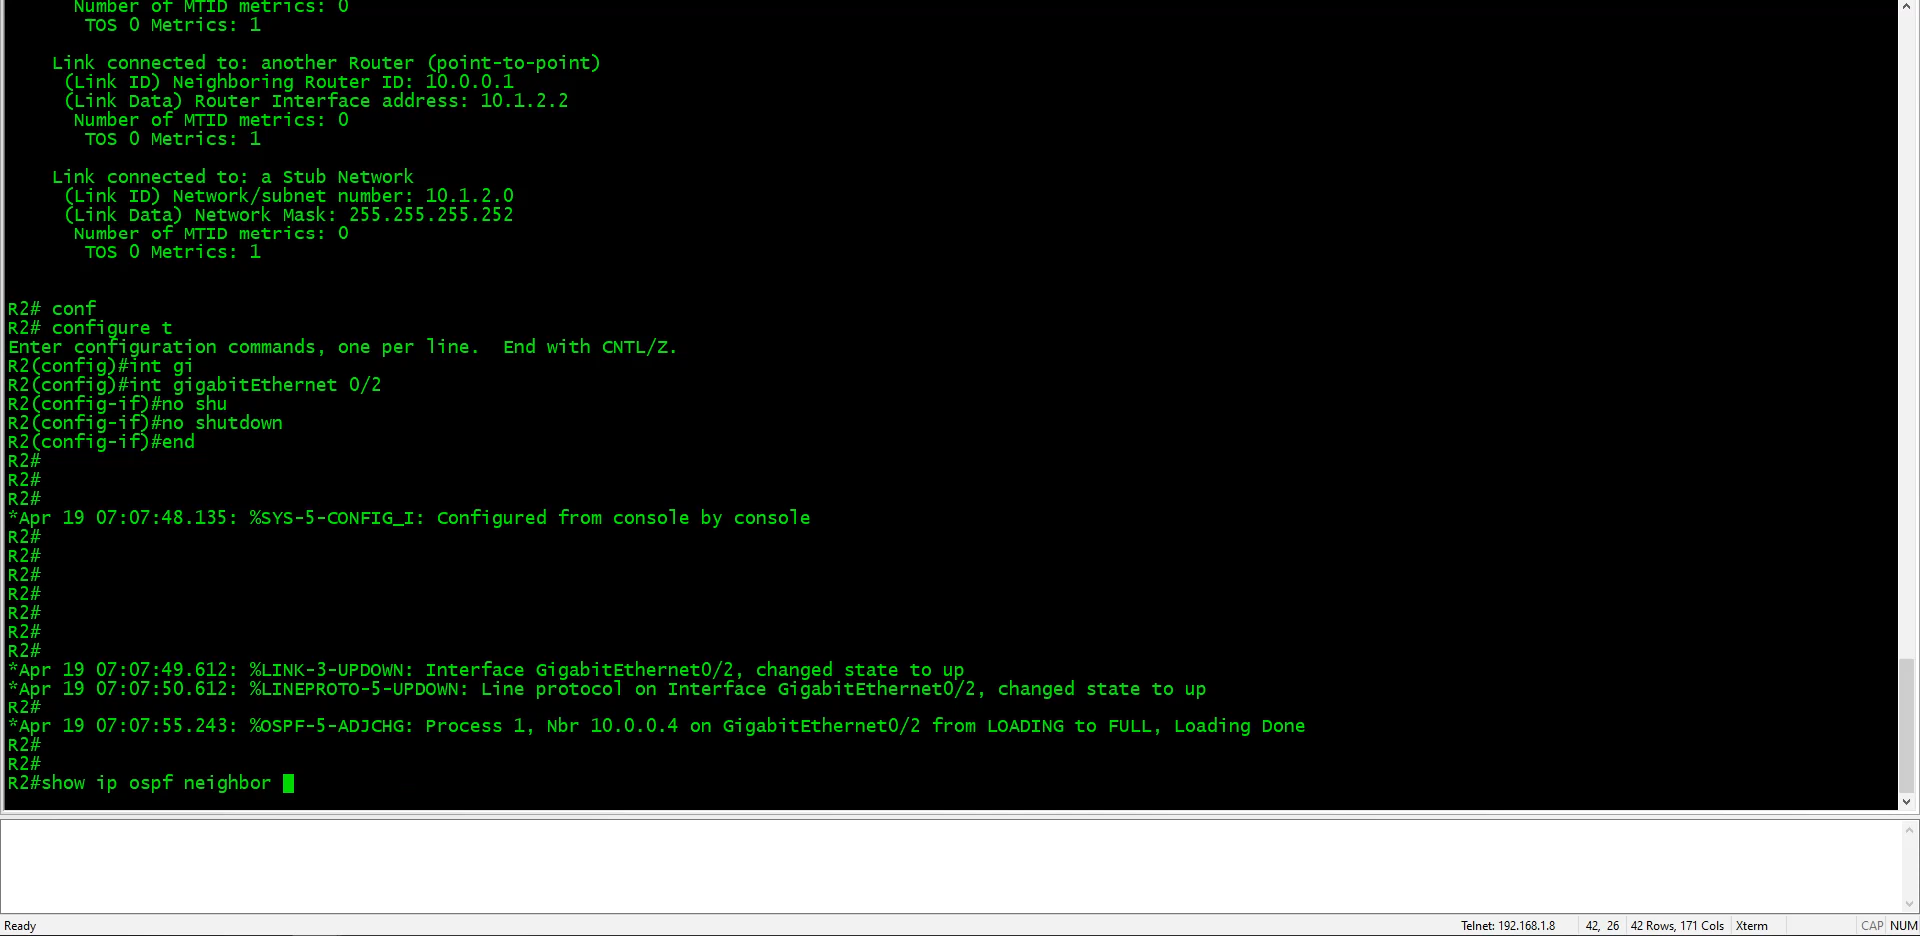 Number of MTID metrics: 0
TOS 0 Metrics: 1
Link connected to: another Router (point-to-point)
(Link ID) Neighboring Router ID: 10.0.0.1
(Link Data) Router Interface address: 10.1.2.2
Number of MTID metrics: 0
TOS 0 Metrics: 1
Link connected to: a Stub Network
(Link ID) Network/subnet number: 10.1.2.0
(Link Data) Network Mask: 255.255.255.252
Number of MTID metrics: 0
TOS 0 Metrics: 1
R2# conf
R2# configure t
Enter configuration commands, one per line.  End with CNTL/Z.
R2(config)#int gi
R2(config)#int gigabitEthernet 0/2
R2(config-if)#no shu
R2(config-if)#no shutdown
R2(config-if)#end
R2#
R2#
R2#
*Apr 19 07:07:48.135: %SYS-5-CONFIG_I: Configured from console by console
R2#
R2#
R2#
R2#
R2#
R2#
R2#
*Apr 19 07:07:49.612: %LINK-3-UPDOWN: Interface GigabitEthernet0/2, changed state to up
*Apr 19 07:07:50.612: %LINEPROTO-5-UPDOWN: Line protocol on Interface GigabitEthernet0/2, changed state to up
R2#
*Apr 19 07:07:55.243: %OSPF-5-ADJCHG: Process 1, Nbr 10.0.0.4 on GigabitEthernet0/2 from LOADING to FULL, Loading Done
R2#
R2#
R2#show ip ospf neighbor
Ready Telnet: 192.168.1.8 42, 26 42 Rows, 171 Cols Xterm CAP NUM